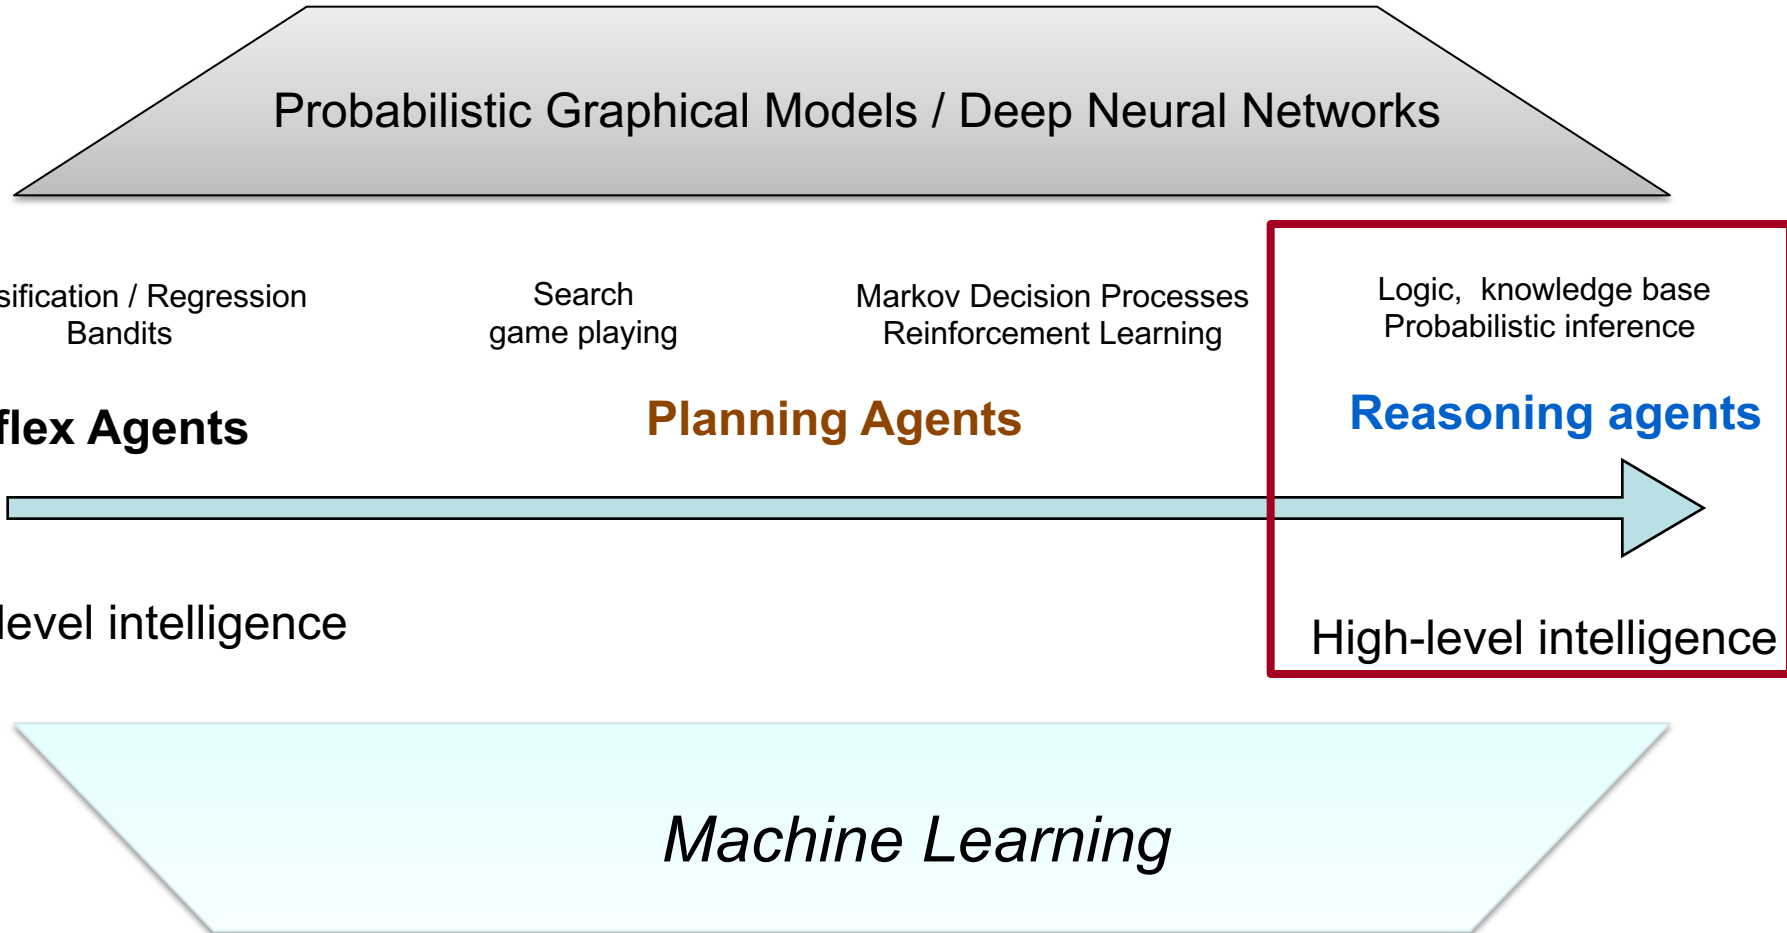 Probabilistic Graphical Models / Deep Neural Networks
sification / Regression
Bandits
Search
game playing
Markov Decision Processes
Reinforcement Learning
Logic, knowledge base
Probabilistic inference
flex Agents
Planning Agents
Reasoning agents
level intelligence
High-level intelligence
Machine Learning